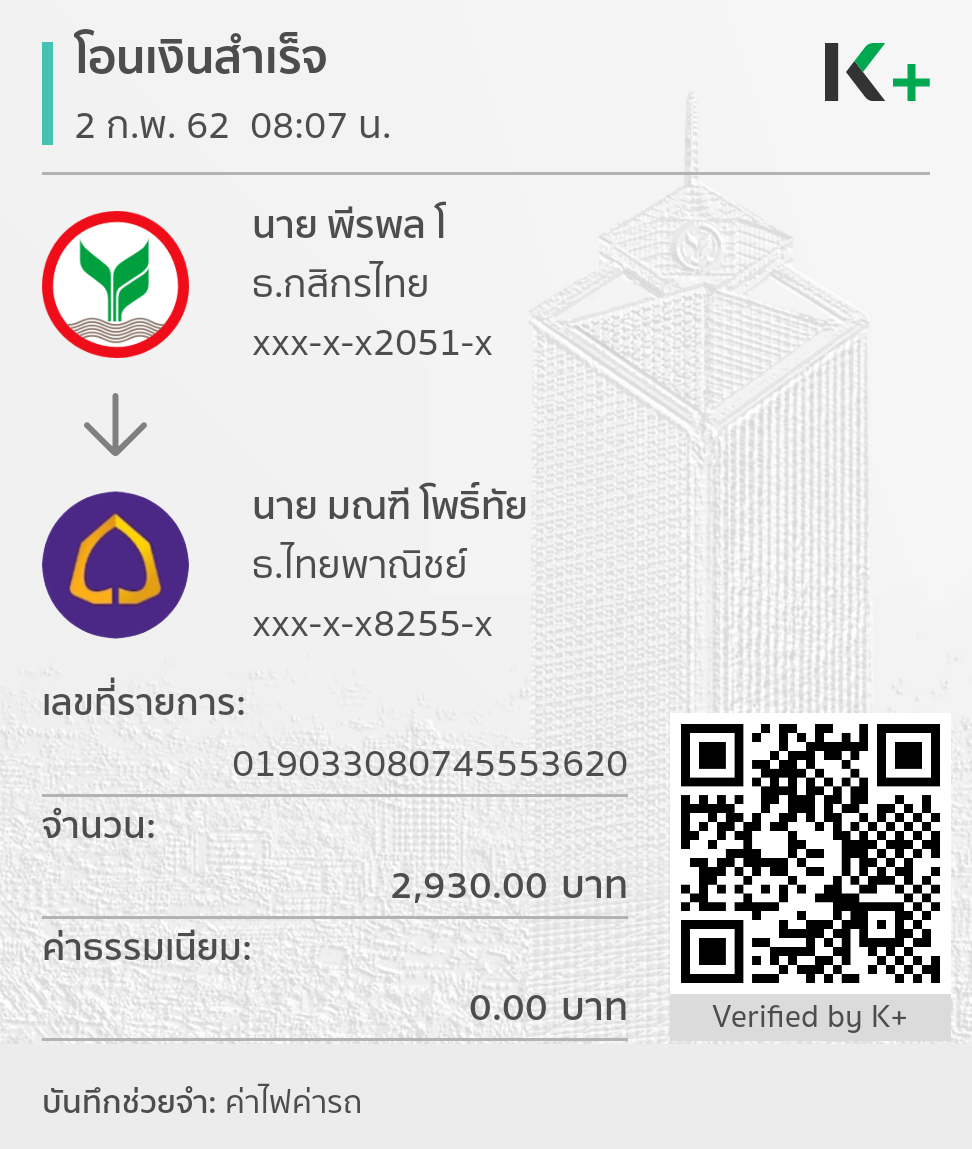 โอนเงินสำเร็จ
2 ก.พ. 62 08:07 น.
K+
นาย พีรพล โ
ธ.กสิกรไทย
xxx-x-x2051-x
นาย มณฑี โพธิ์ทัย
ธ.ไทยพาณิชย์
xxx-x-x8255-x
เลขที่รายการ:
019033080745553620
จำนวน:
2,930.00 บาท
ค่าธรรมเนียม:
0.00 บาท
Verified by K+
บันทึกช่วยจำ: ค่าไฟค่ารถ